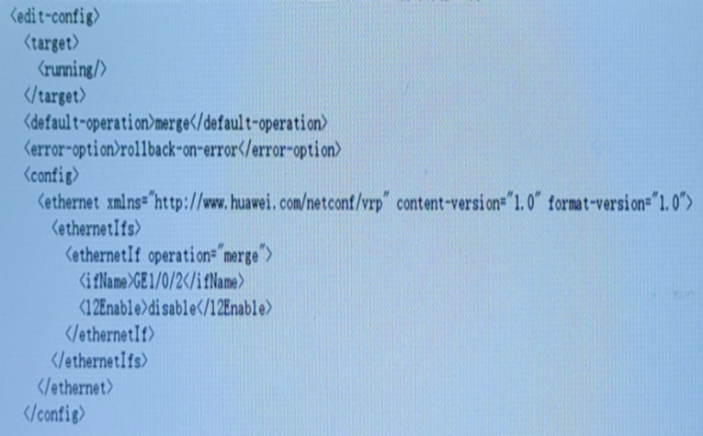 <edit-config>
<target>
<running/>
</target>
<default-operation>merge</default-operation>
<error-option>rollback-on-error</error-option>
<config>
<ethernet xmlns="http://www.huawei.com/netconf/vrp" content-version="1.0" format-version="1.0">
<ethernetIfs>
<ethernetIf operation="merge">
<ifName>GE1/0/2</ifName>
<l2Enable>disable</l2Enable>
</ethernetIf>
</ethernetIfs>
</ethernet>
</config>